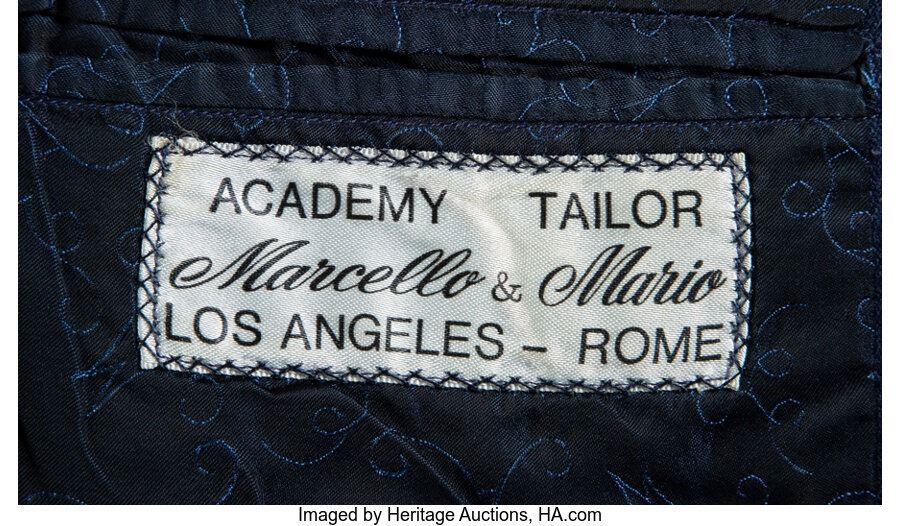 ACADEMY TAILOR
Marcello & Mario
LOS ANGELES – ROME
Imaged by Heritage Auctions, HA.com